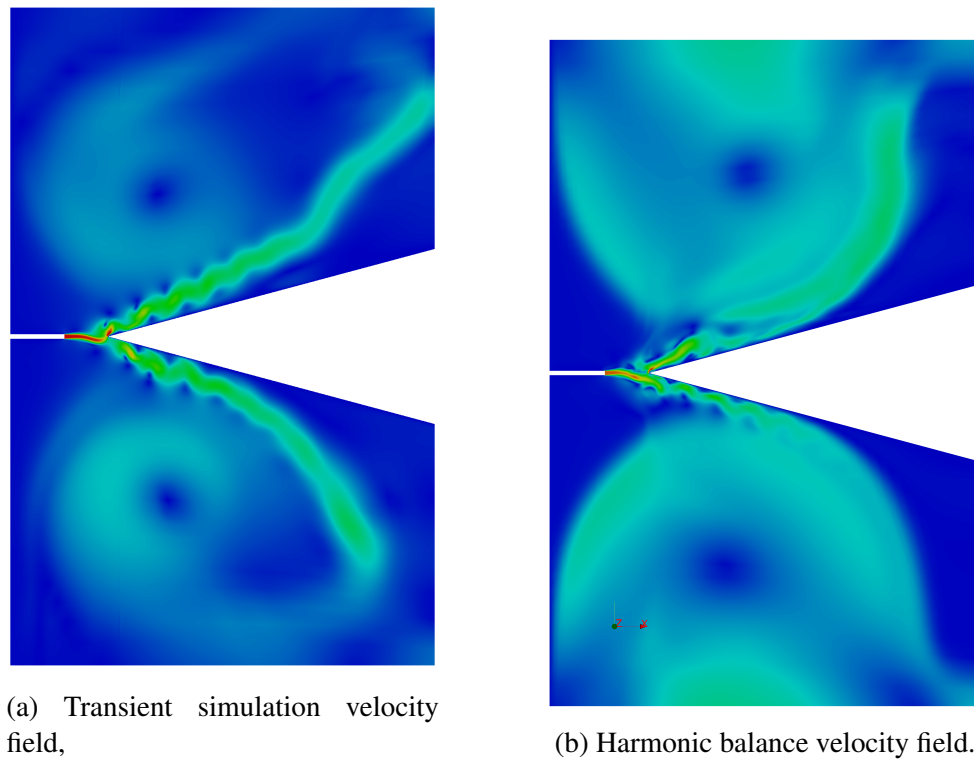 Z X
(a) Transient simulation velocity
field,
(b) Harmonic balance velocity field.